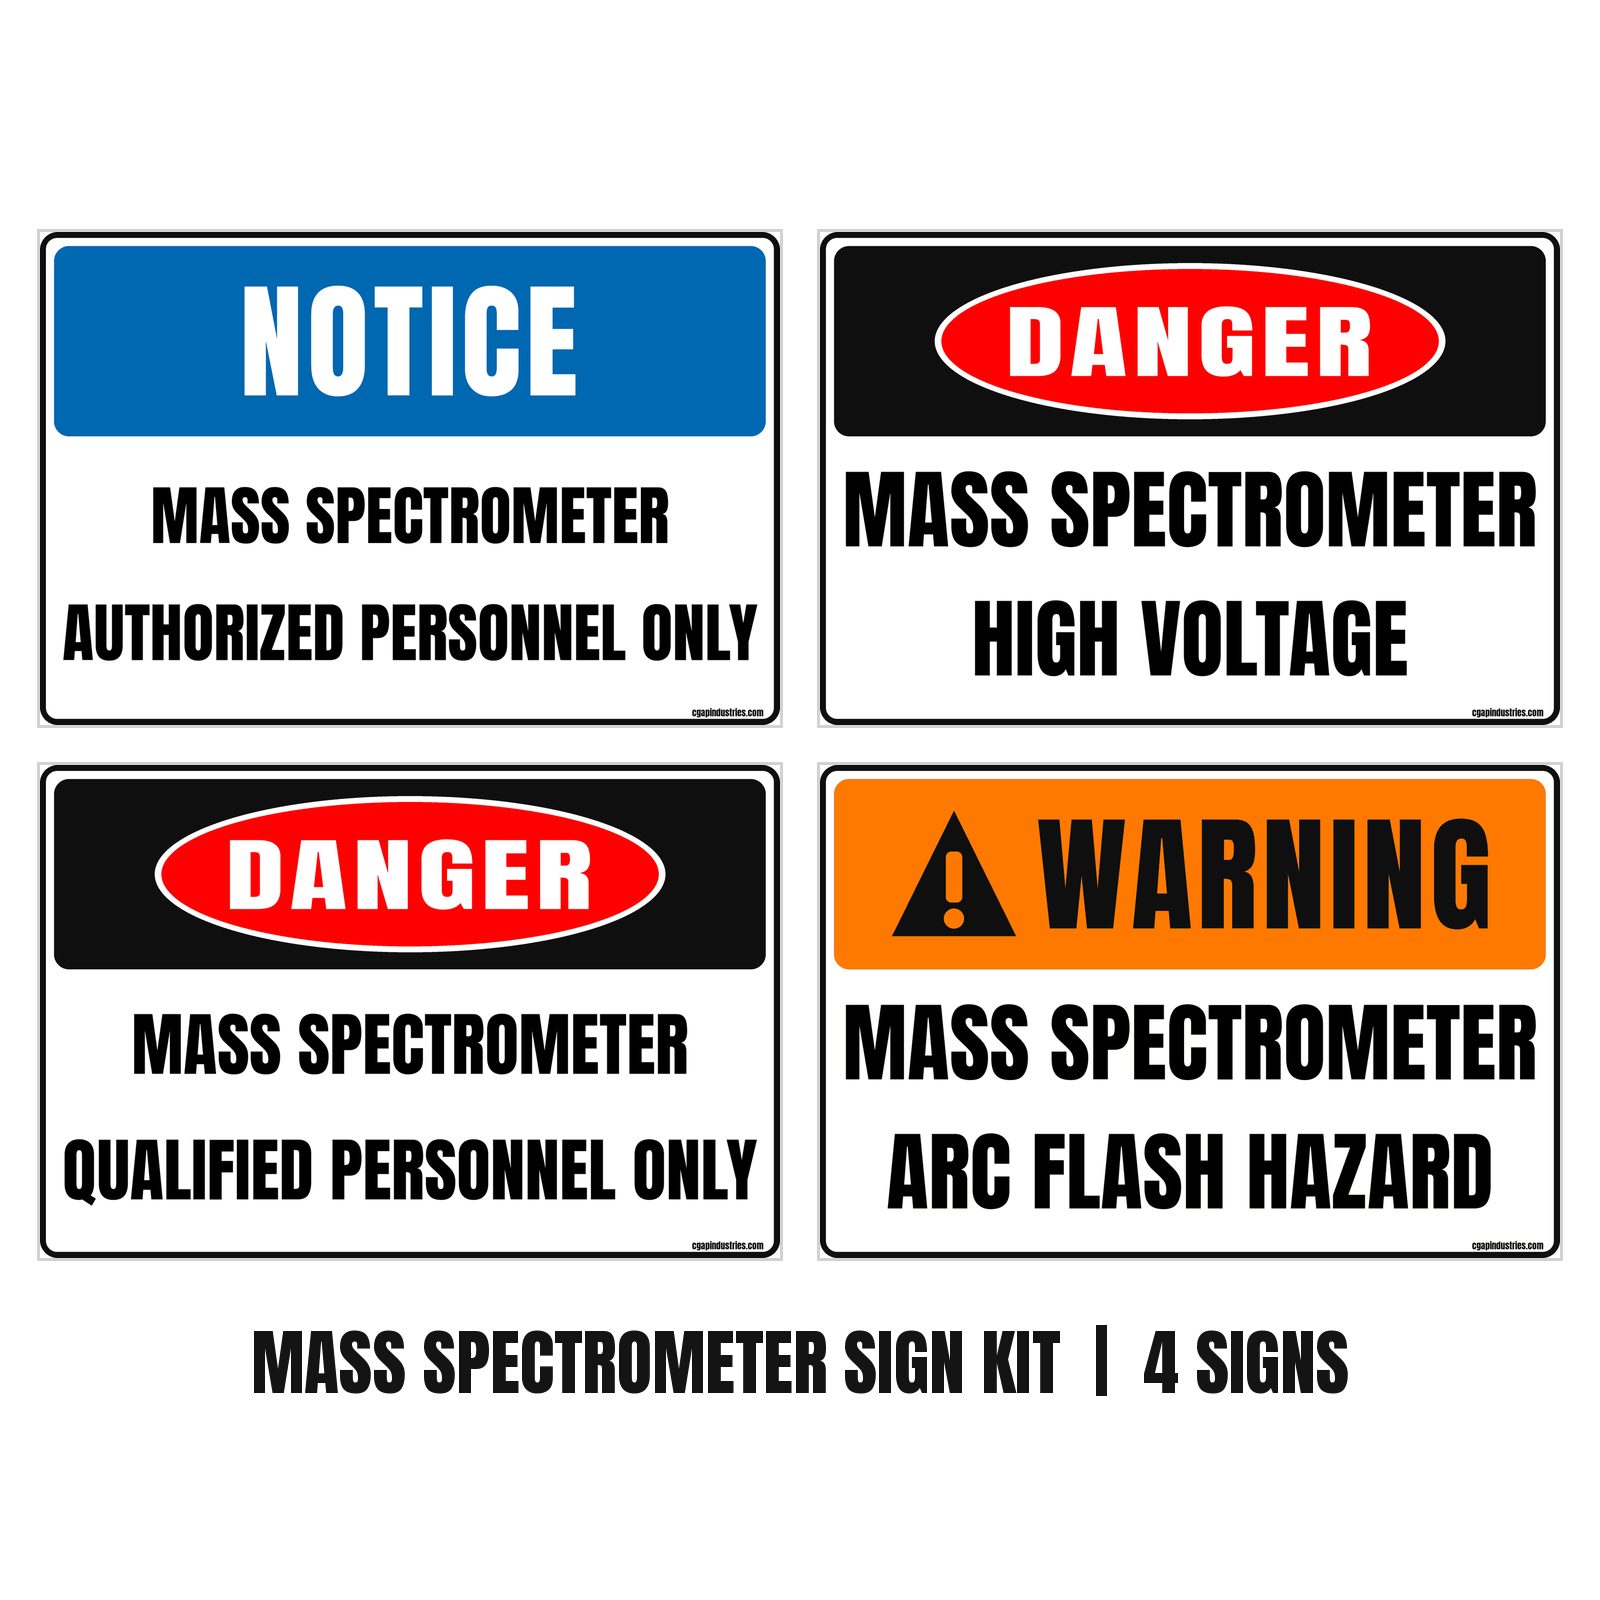 NOTICE
MASS SPECTROMETER
AUTHORIZED PERSONNEL ONLY
cgapindustries.com
DANGER
MASS SPECTROMETER
HIGH VOLTAGE
cgapindustries.com
DANGER
MASS SPECTROMETER
QUALIFIED PERSONNEL ONLY
cgapindustries.com
WARNING
MASS SPECTROMETER
ARC FLASH HAZARD
cgapindustries.com
MASS SPECTROMETER SIGN KIT | 4 SIGNS